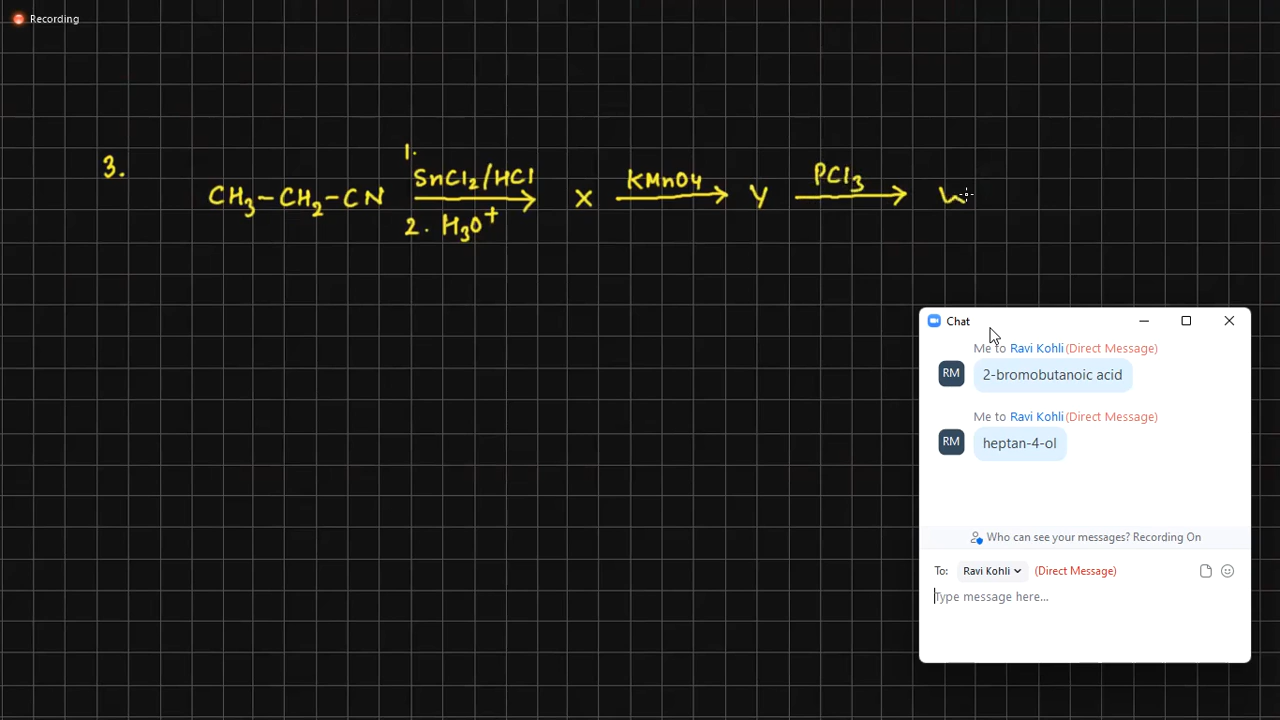 Recording
3.
1.
SnCl2/HCl
CH3-CH2-CN → X KMnO4 → Y PCl3 → W
2. H3O+
Chat
Me to Ravi Kohli (Direct Message)
RM
2-bromobutanoic acid
Me to Ravi Kohli (Direct Message)
RM
heptan-4-ol
Who can see your messages? Recording On
To: Ravi Kohli (Direct Message)
Type message here...